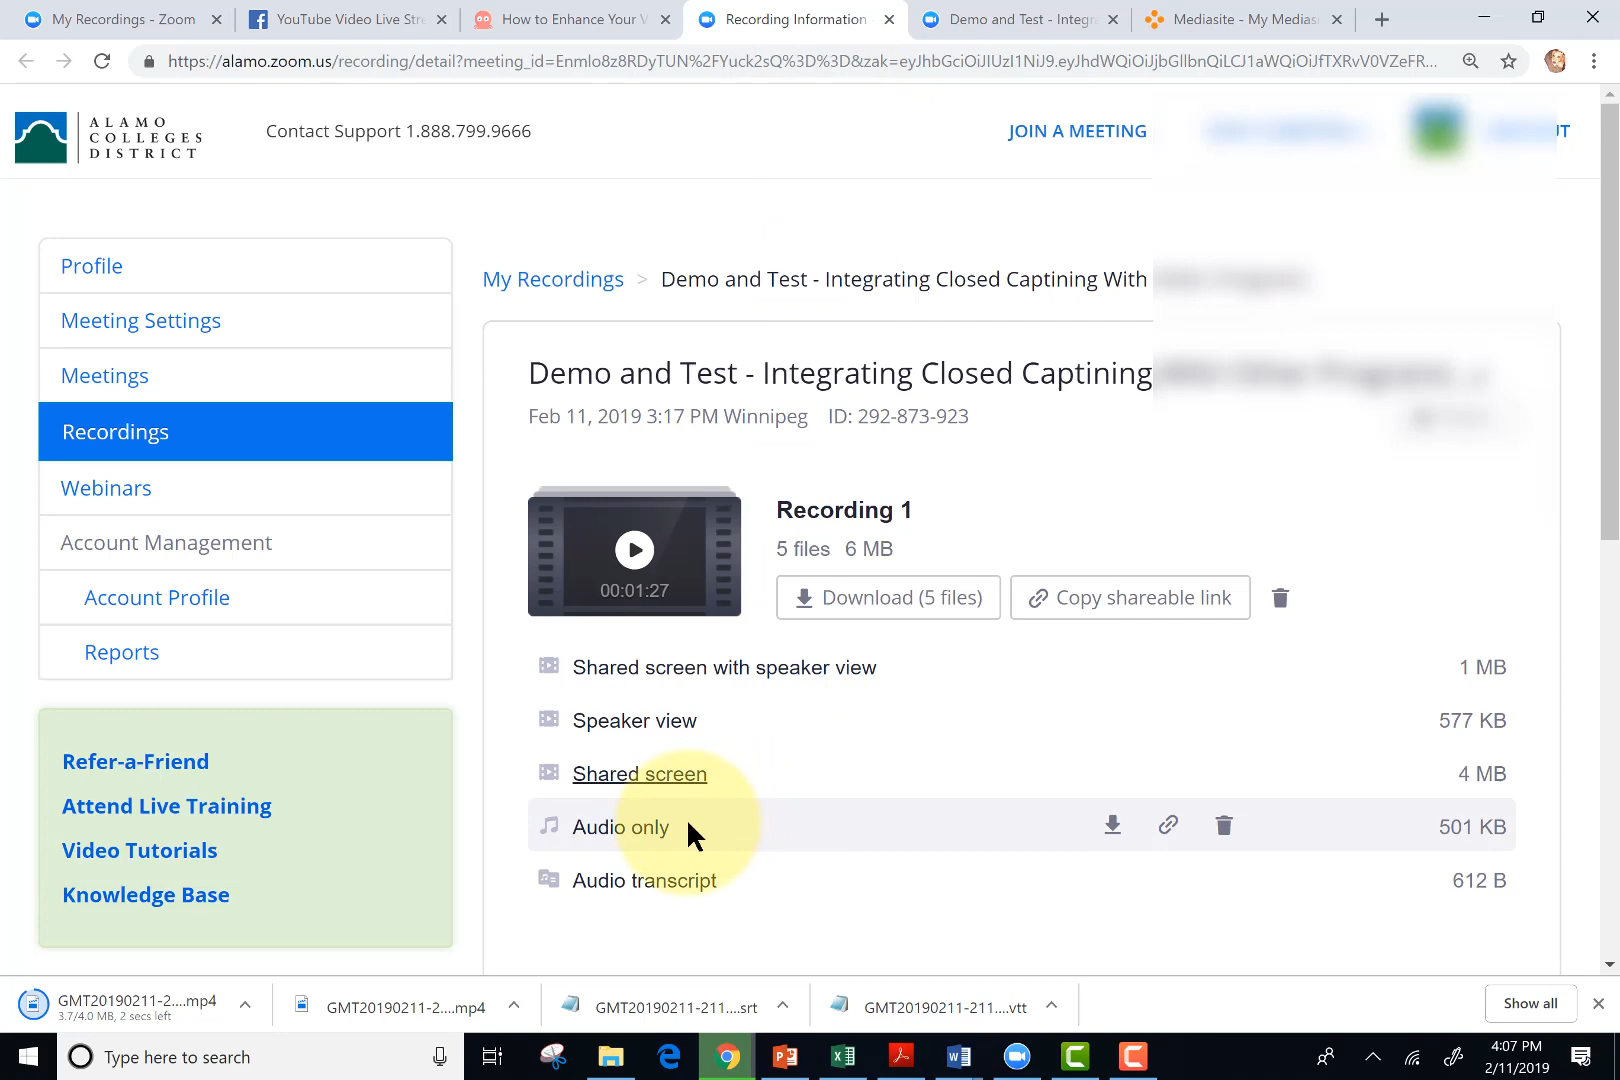 My Recordings - Zoom
YouTube Video Live Stre
How to Enhance Your V
Recording Information
Demo and Test - Integr
Mediasite - My Medias
https://alamo.zoom.us/recording/detail?meeting_id=Enmlo8z8RDyTUN%2FYuck2sQ%3D%3D&zak=eyJhbGciOiJIUzI1NiJ9.eyJhdWQiOiJjbGllbnQiLCJ1aWQiOiJfTXRvV0VZeFR...
ALAMO
COLLEGES
DISTRICT
Contact Support 1.888.799.9666
JOIN A MEETING
UT
Profile
Meeting Settings
Meetings
Recordings
Webinars
Account Management
Account Profile
Reports
Refer-a-Friend
Attend Live Training
Video Tutorials
Knowledge Base
My Recordings > Demo and Test - Integrating Closed Captining With
Demo and Test - Integrating Closed Captining
Feb 11, 2019 3:17 PM Winnipeg ID: 292-873-923
00:01:27
Recording 1
5 files 6 MB
Download (5 files)
Copy shareable link
Shared screen with speaker view 1 MB
Speaker view 577 KB
Shared screen 4 MB
Audio only 501 KB
Audio transcript 612 B
GMT20190211-2....mp4
3.7/4.0 MB, 2 secs left
GMT20190211-2....mp4
GMT20190211-211....srt
GMT20190211-211....vtt
Show all
Type here to search
4:07 PM
2/11/2019